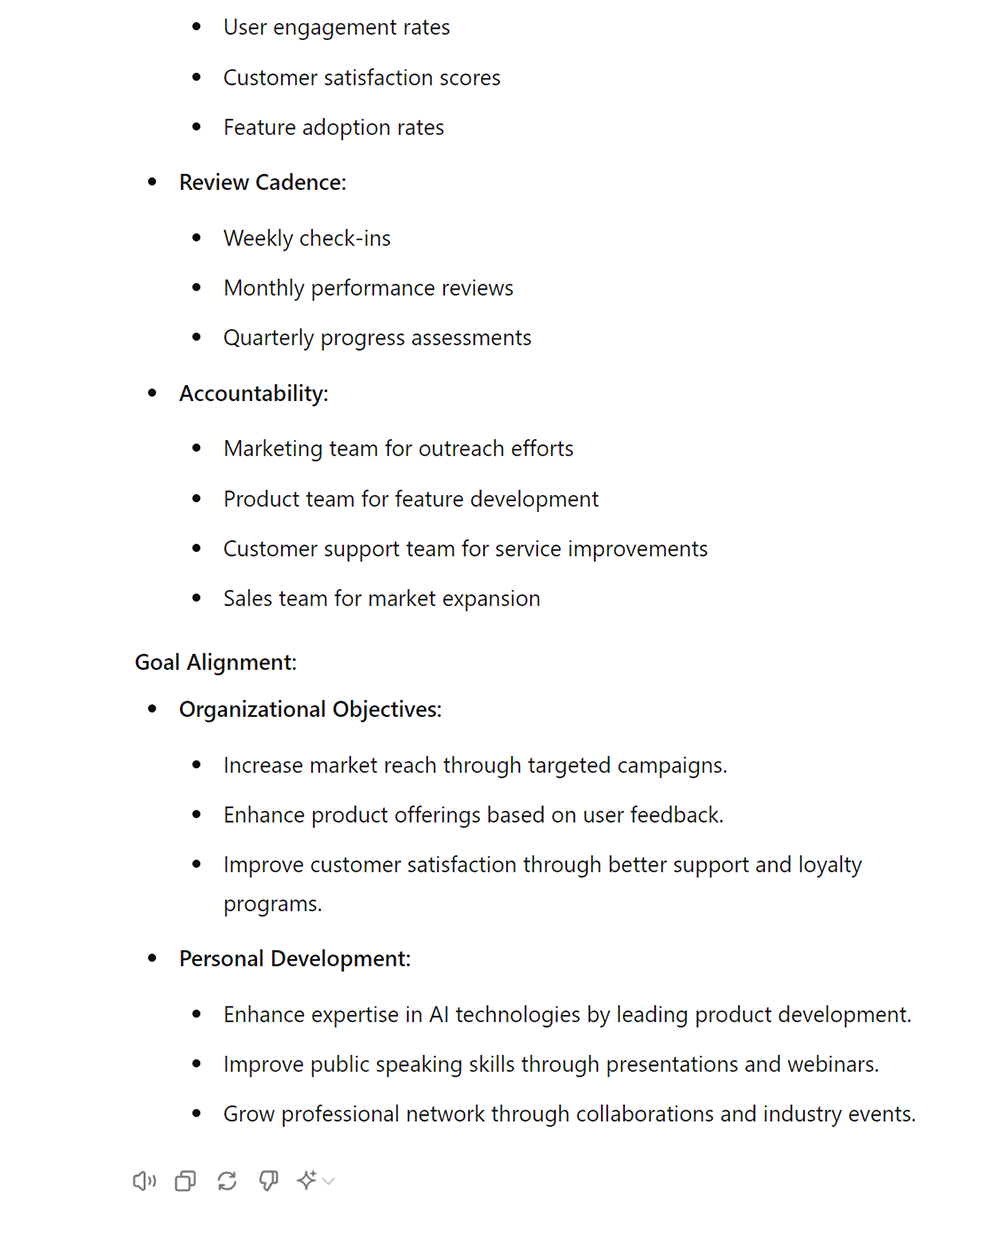 User engagement rates
Customer satisfaction scores
Feature adoption rates
Review Cadence:
Weekly check-ins
Monthly performance reviews
Quarterly progress assessments
Accountability:
Marketing team for outreach efforts
Product team for feature development
Customer support team for service improvements
Sales team for market expansion
Goal Alignment:
Organizational Objectives:
Increase market reach through targeted campaigns.
Enhance product offerings based on user feedback.
Improve customer satisfaction through better support and loyalty
programs.
Personal Development:
Enhance expertise in AI technologies by leading product development.
Improve public speaking skills through presentations and webinars.
Grow professional network through collaborations and industry events.